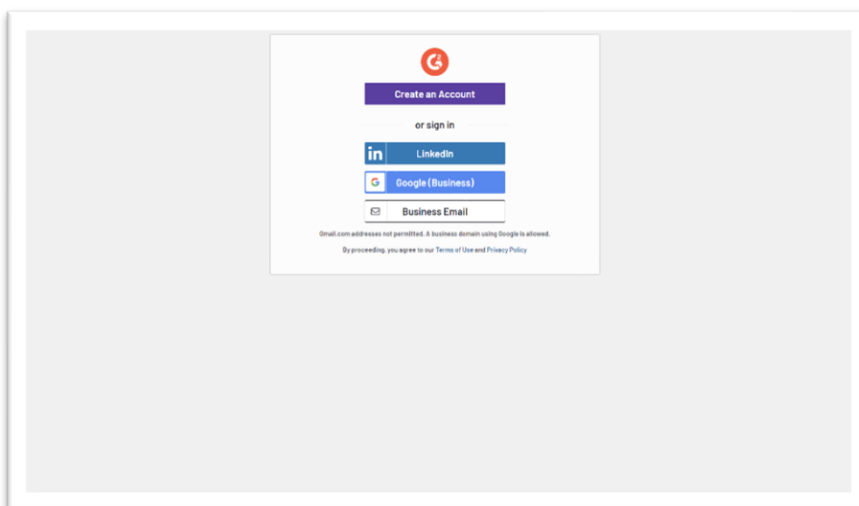 Create an Account
or sign in
in LinkedIn
G Google (Business)
Business Email
Gmail.com addresses not permitted. A business domain using Google is allowed.
By proceeding, you agree to our Terms of Use and Privacy Policy